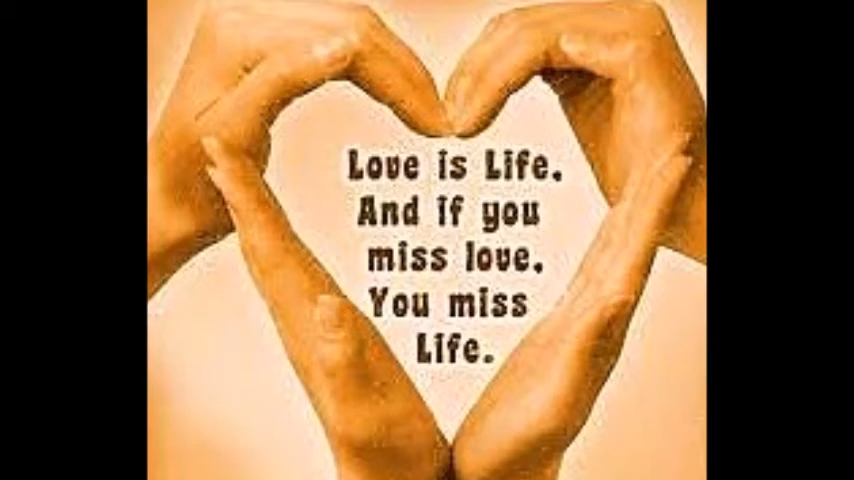 Love is Life.
And if you
miss love.
You miss
Life.